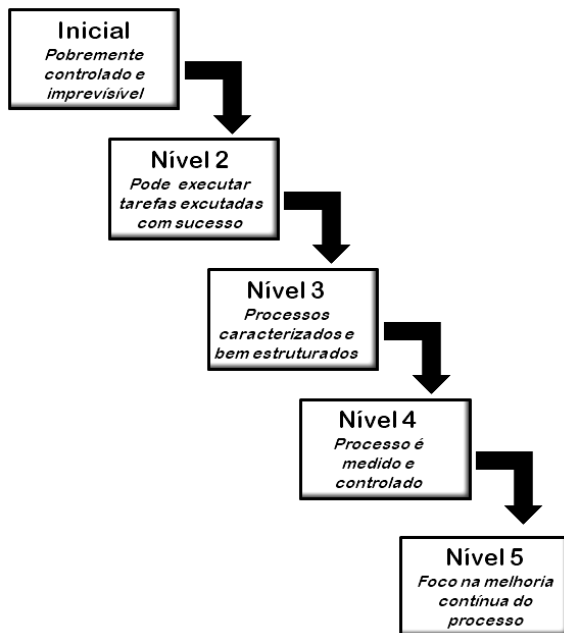 Inicial
Pobremente
controlado e
imprevísível
Nível 2
Pode executar
tarefas excutadas
com sucesso
Nível 3
Processos
caracterizados e
bem estruturados
Nível 4
Processo é
medido e
controlado
Nível 5
Foco na melhoria
contínua do
processo